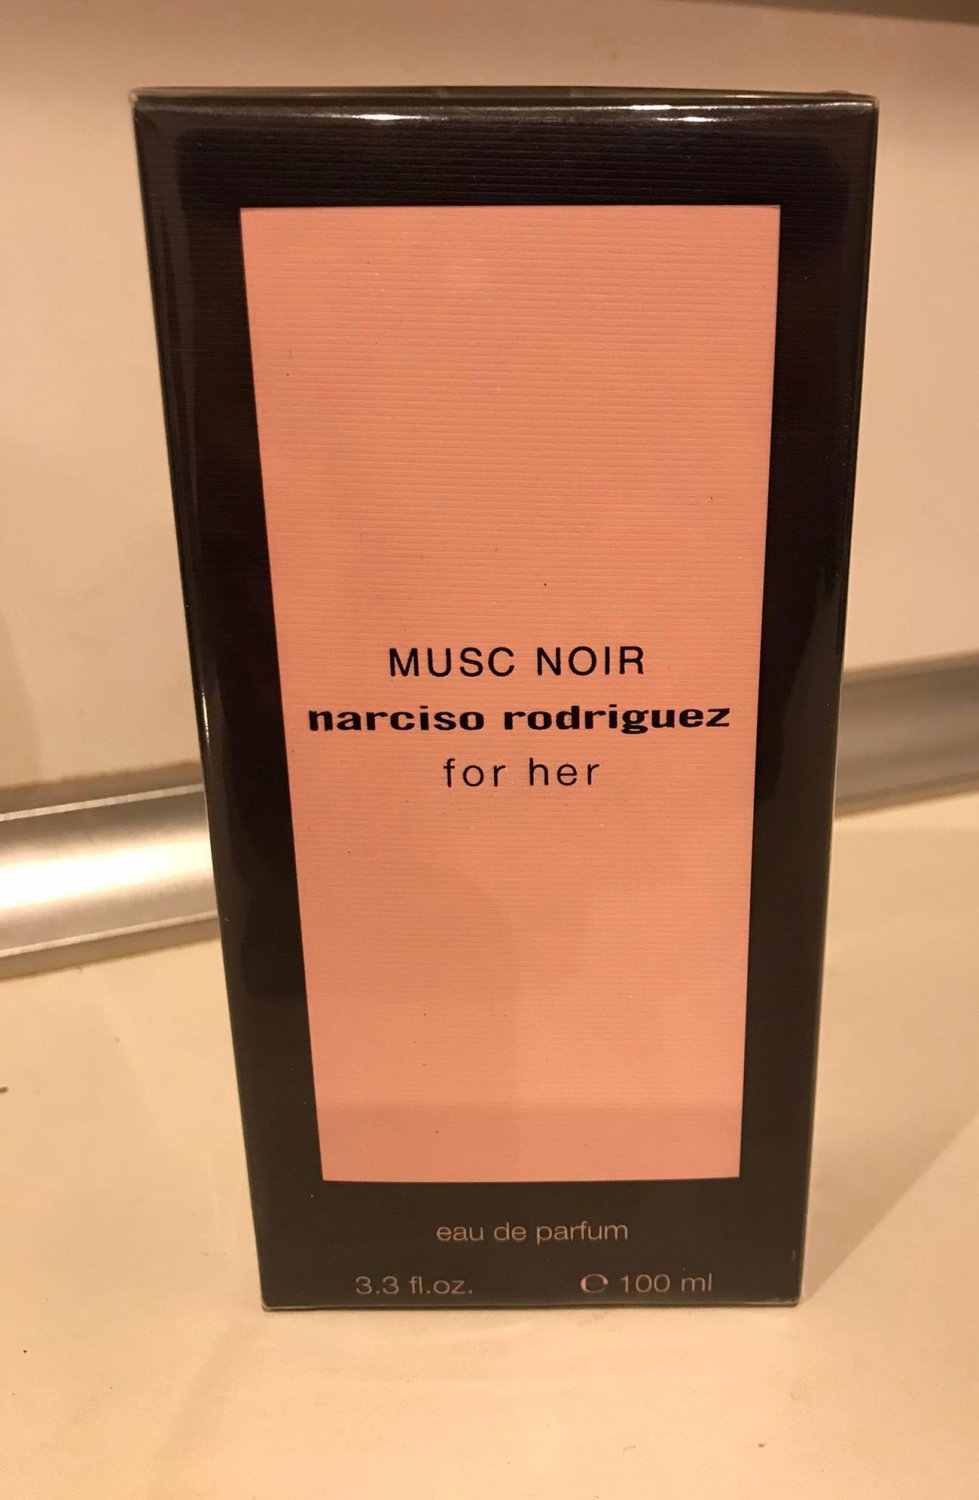 MUSC NOIR
narciso rodriguez
for her
eau de parfum
3.3 fl.oz. ℮ 100 ml